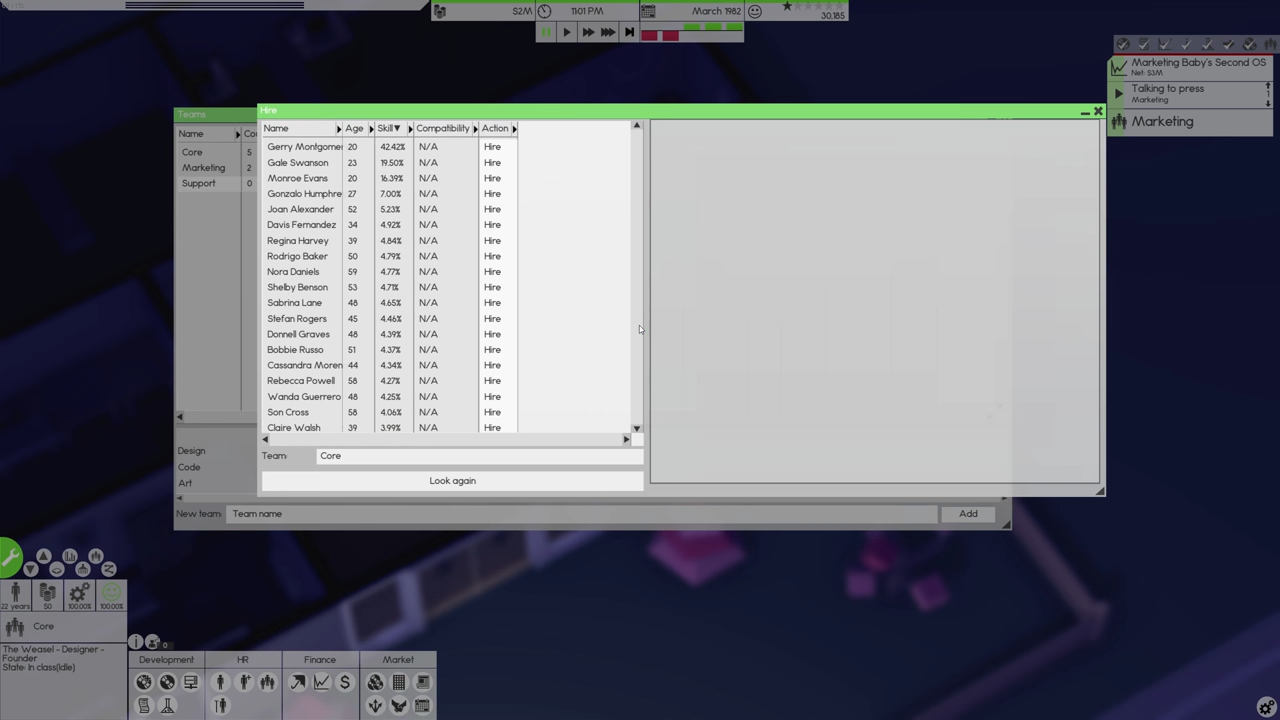 $2M
11:01 PM
March 1982
30,185
Marketing Baby's Second OS
Net: $3M
Talking to press
Marketing
1
Marketing
Teams
Name
Core 5
Marketing 2
Support 0
Design
Code
Art
New team: Team name Add
Hire
Name Age Skill▼ Compatibility Action
Gerry Montgome 20 42.42% N/A Hire
Gale Swanson 23 19.50% N/A Hire
Monroe Evans 20 16.39% N/A Hire
Gonzalo Humphre 27 7.00% N/A Hire
Joan Alexander 52 5.23% N/A Hire
Davis Fernandez 34 4.92% N/A Hire
Regina Harvey 39 4.84% N/A Hire
Rodrigo Baker 50 4.79% N/A Hire
Nora Daniels 59 4.77% N/A Hire
Shelby Benson 53 4.71% N/A Hire
Sabrina Lane 48 4.65% N/A Hire
Stefan Rogers 45 4.46% N/A Hire
Donnell Graves 48 4.39% N/A Hire
Bobbie Russo 51 4.37% N/A Hire
Cassandra Moren 44 4.34% N/A Hire
Rebecca Powell 58 4.27% N/A Hire
Wanda Guerrero 48 4.25% N/A Hire
Son Cross 58 4.06% N/A Hire
Claire Walsh 39 3.99% N/A Hire
Team: Core
Look again
22 years $0 100.00% 100.00%
Core
The Weasel - Designer -
Founder
State: In class(Idle)
0
Development HR Finance Market